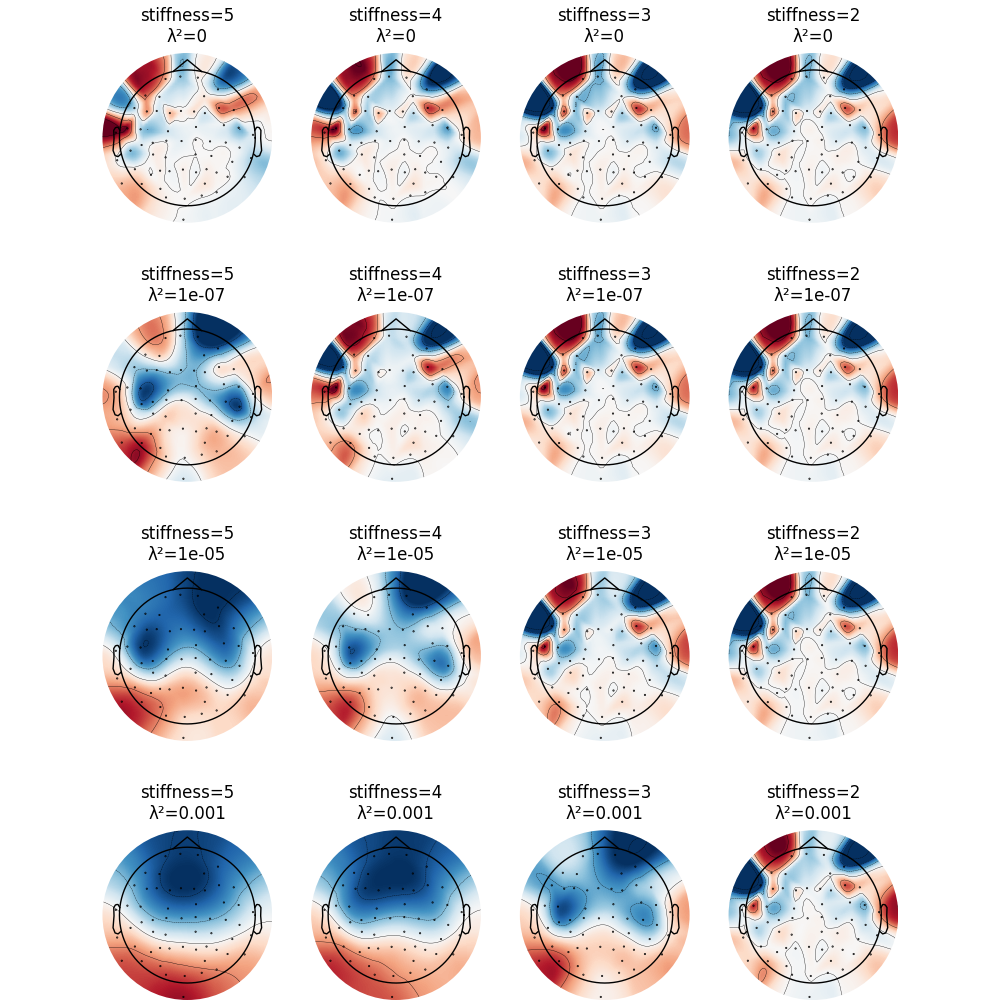 stiffness=5
λ²=0
stiffness=4
λ²=0
stiffness=3
λ²=0
stiffness=2
λ²=0
stiffness=5
λ²=1e-07
stiffness=4
λ²=1e-07
stiffness=3
λ²=1e-07
stiffness=2
λ²=1e-07
stiffness=5
λ²=1e-05
stiffness=4
λ²=1e-05
stiffness=3
λ²=1e-05
stiffness=2
λ²=1e-05
stiffness=5
λ²=0.001
stiffness=4
λ²=0.001
stiffness=3
λ²=0.001
stiffness=2
λ²=0.001